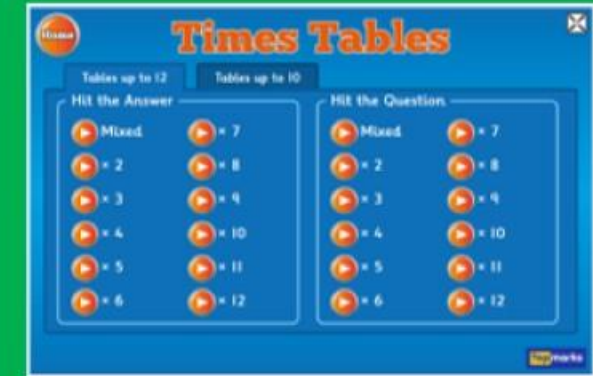 Home
Times Tables
Tables up to 12
Tables up to 10
Hit the Answer
Mixed
× 7
× 2
× 8
× 3
× 9
× 4
× 10
× 5
× 11
× 6
× 12
Hit the Question
Mixed
× 7
× 2
× 8
× 3
× 9
× 4
× 10
× 5
× 11
× 6
× 12
Topmarks